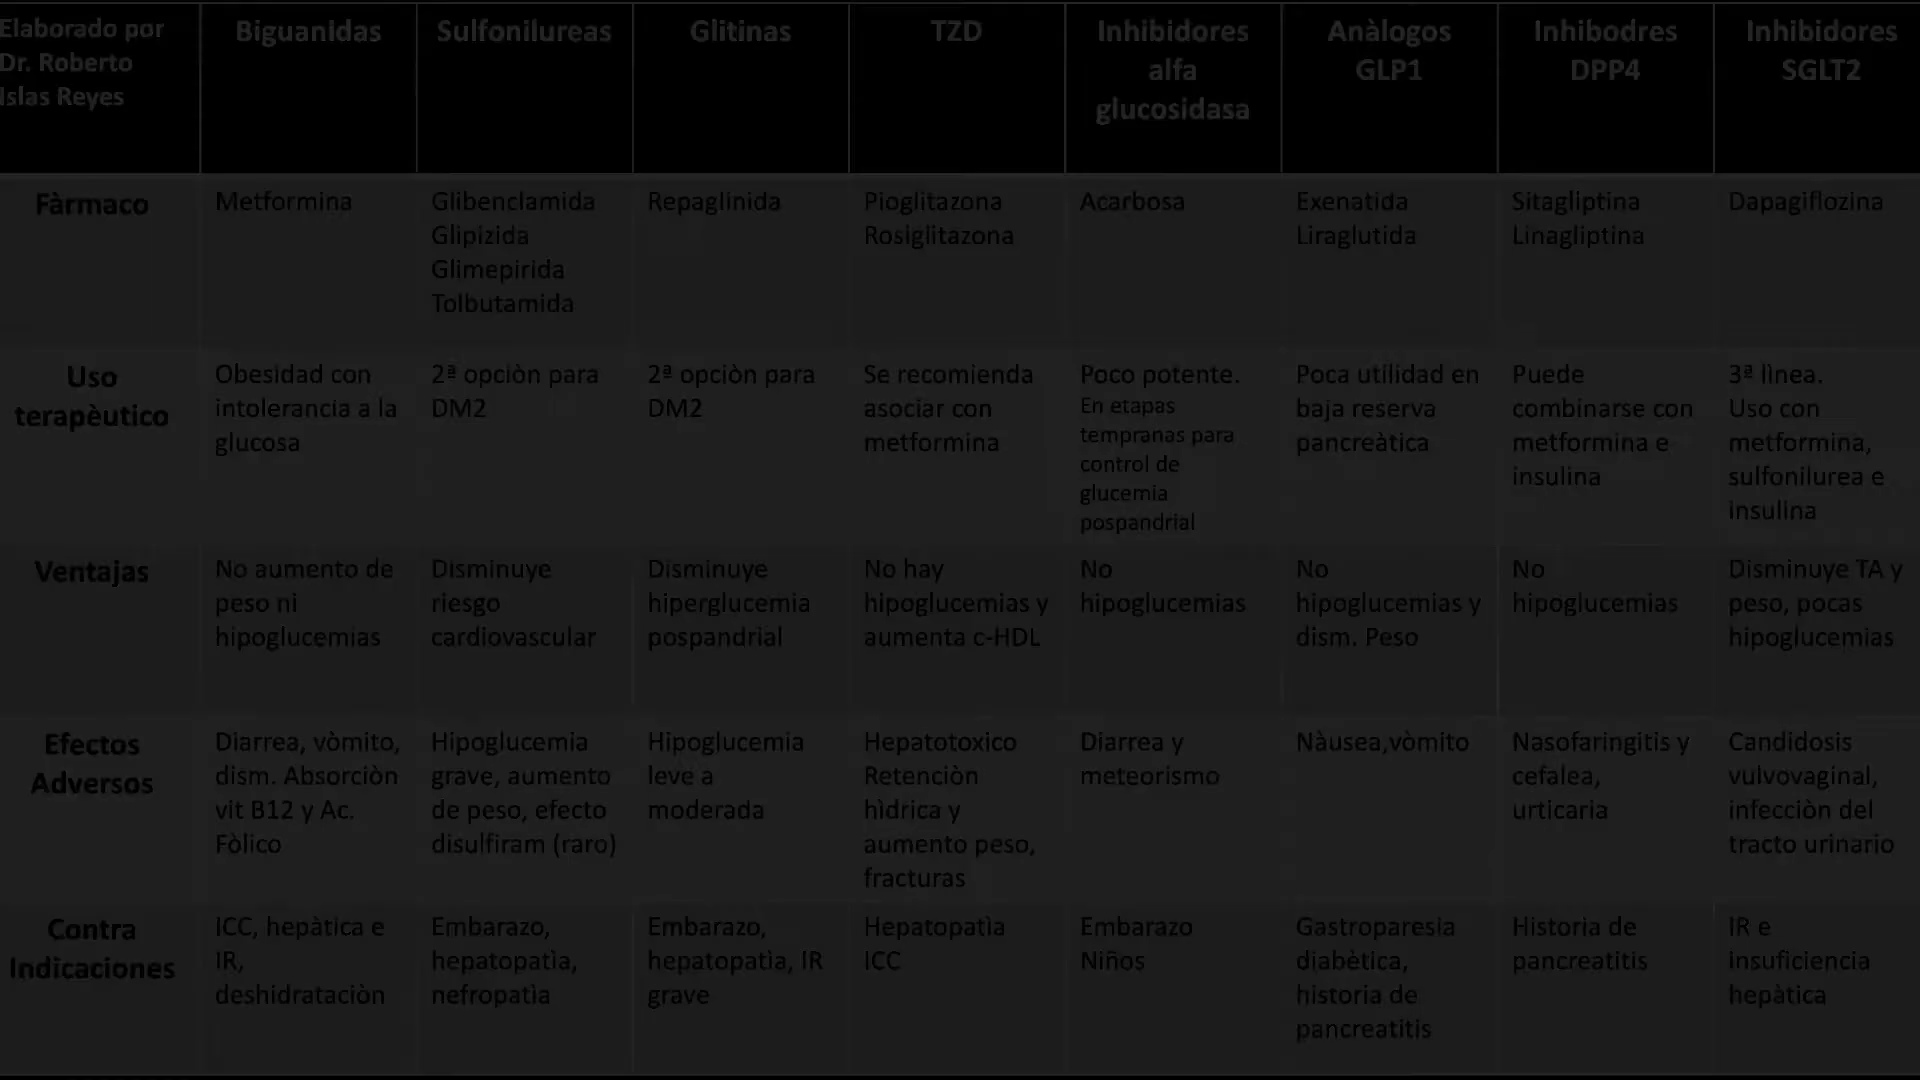 Elaborado por
Dr. Roberto
Islas Reyes
Biguanidas
Sulfonilureas
Glitinas
TZD
Inhibidores
alfa
glucosidasa
Anàlogos
GLP1
Inhibodres
DPP4
Inhibidores
SGLT2
Fàrmaco
Metformina
Glibenclamida
Glipizida
Glimepirida
Tolbutamida
Repaglinida
Pioglitazona
Rosiglitazona
Acarbosa
Exenatida
Liraglutida
Sitagliptina
Linagliptina
Dapagiflozina
Uso
terapèutico
Obesidad con
intolerancia a la
glucosa
2ª opciòn para
DM2
2ª opciòn para
DM2
Se recomienda
asociar con
metformina
Poco potente.
En etapas
tempranas para
control de
glucemia
pospandrial
Poca utilidad en
baja reserva
pancreàtica
Puede
combinarse con
metformina e
insulina
3ª lìnea.
Uso con
metformina,
sulfonilurea e
insulina
Ventajas
No aumento de
peso ni
hipoglucemias
Disminuye
riesgo
cardiovascular
Disminuye
hiperglucemia
pospandrial
No hay
hipoglucemias y
aumenta c-HDL
No
hipoglucemias
No
hipoglucemias y
dism. Peso
No
hipoglucemias
Disminuye TA y
peso, pocas
hipoglucemias
Efectos
Adversos
Diarrea, vòmito,
dism. Absorciòn
vit B12 y Ac.
Fòlico
Hipoglucemia
grave, aumento
de peso, efecto
disulfiram (raro)
Hipoglucemia
leve a
moderada
Hepatotoxico
Retenciòn
hìdrica y
aumento peso,
fracturas
Diarrea y
meteorismo
Nàusea,vòmito
Nasofaringitis y
cefalea,
urticaria
Candidosis
vulvovaginal,
infecciòn del
tracto urinario
Contra
Indicaciones
ICC, hepàtica e
IR,
deshidrataciòn
Embarazo,
hepatopatìa,
nefropatìa
Embarazo,
hepatopatìa, IR
grave
Hepatopatìa
ICC
Embarazo
Niños
Gastroparesia
diabètica,
historia de
pancreatitis
Historia de
pancreatitis
IR e
insuficiencia
hepàtica